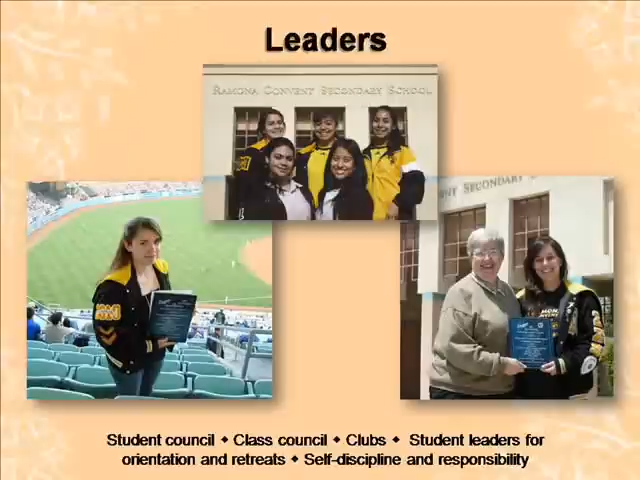 Leaders
RAMONA CONVENT SECONDARY SCHOOL
SECONDARY
Student council ◆ Class council ◆ Clubs ◆ Student leaders for
orientation and retreats ◆ Self-discipline and responsibility